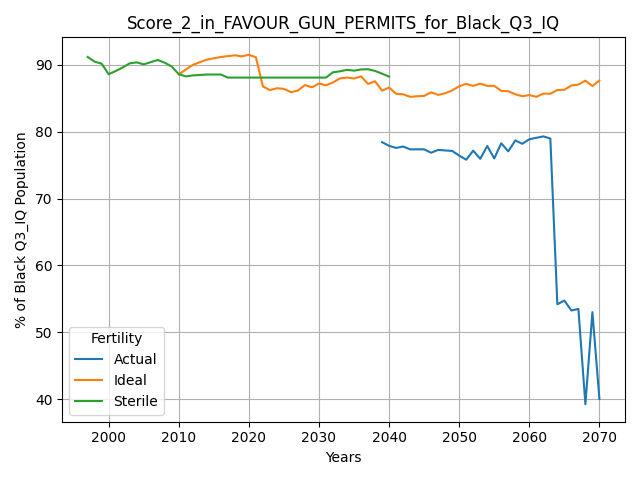 Score_2_in_FAVOUR_GUN_PERMITS_for_Black_Q3_IQ
% of Black Q3_IQ Population
90
80
70
60
50
40
Fertility
Actual
Ideal
Sterile
2000 2010 2020 2030 2040 2050 2060 2070
Years